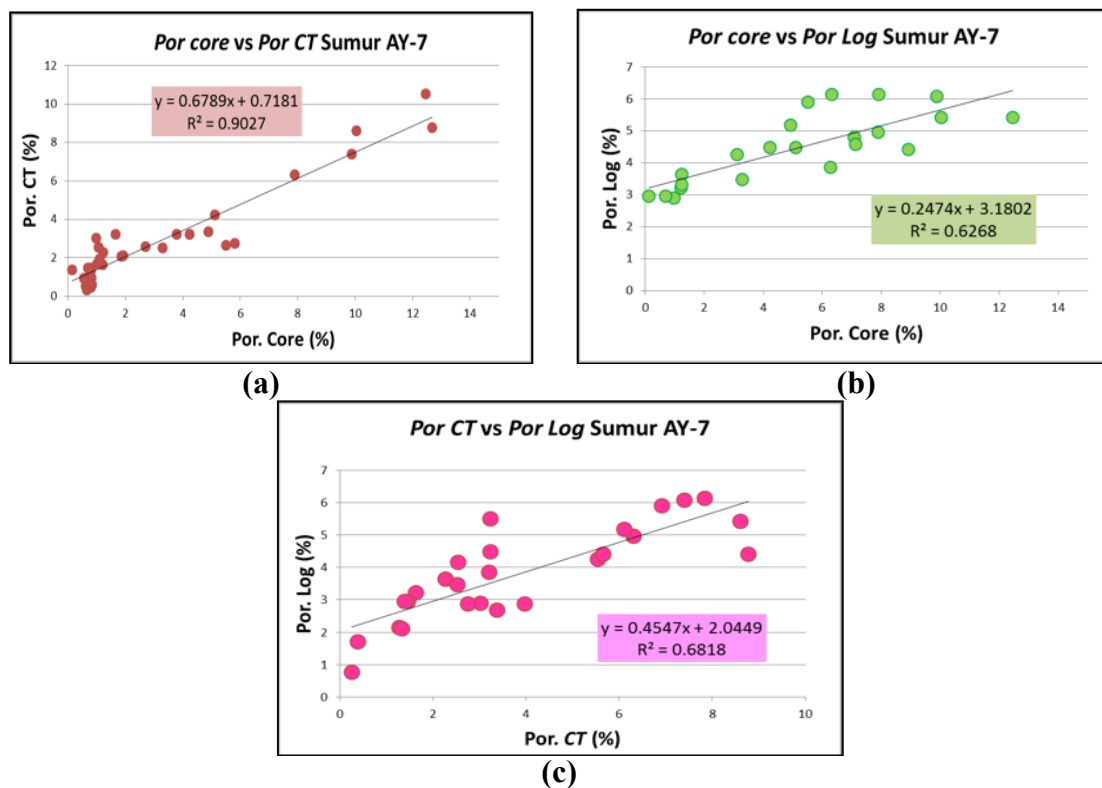 Por core vs Por CT Sumur AY-7
12
10
8
6
4
2
0
y = 0.6789x + 0.7181
R² = 0.9027
Por. CT (%)
0 2 4 6 8 10 12 14
Por. Core (%)
(a)
Por core vs Por Log Sumur AY-7
7
6
5
4
3
2
1
0
y = 0.2474x + 3.1802
R² = 0.6268
Por. Log (%)
0 2 4 6 8 10 12 14
Por. Core (%)
(b)
Por CT vs Por Log Sumur AY-7
7
6
5
4
3
2
1
0
y = 0.4547x + 2.0449
R² = 0.6818
Por. Log (%)
0 2 4 6 8 10
Por. CT (%)
(c)